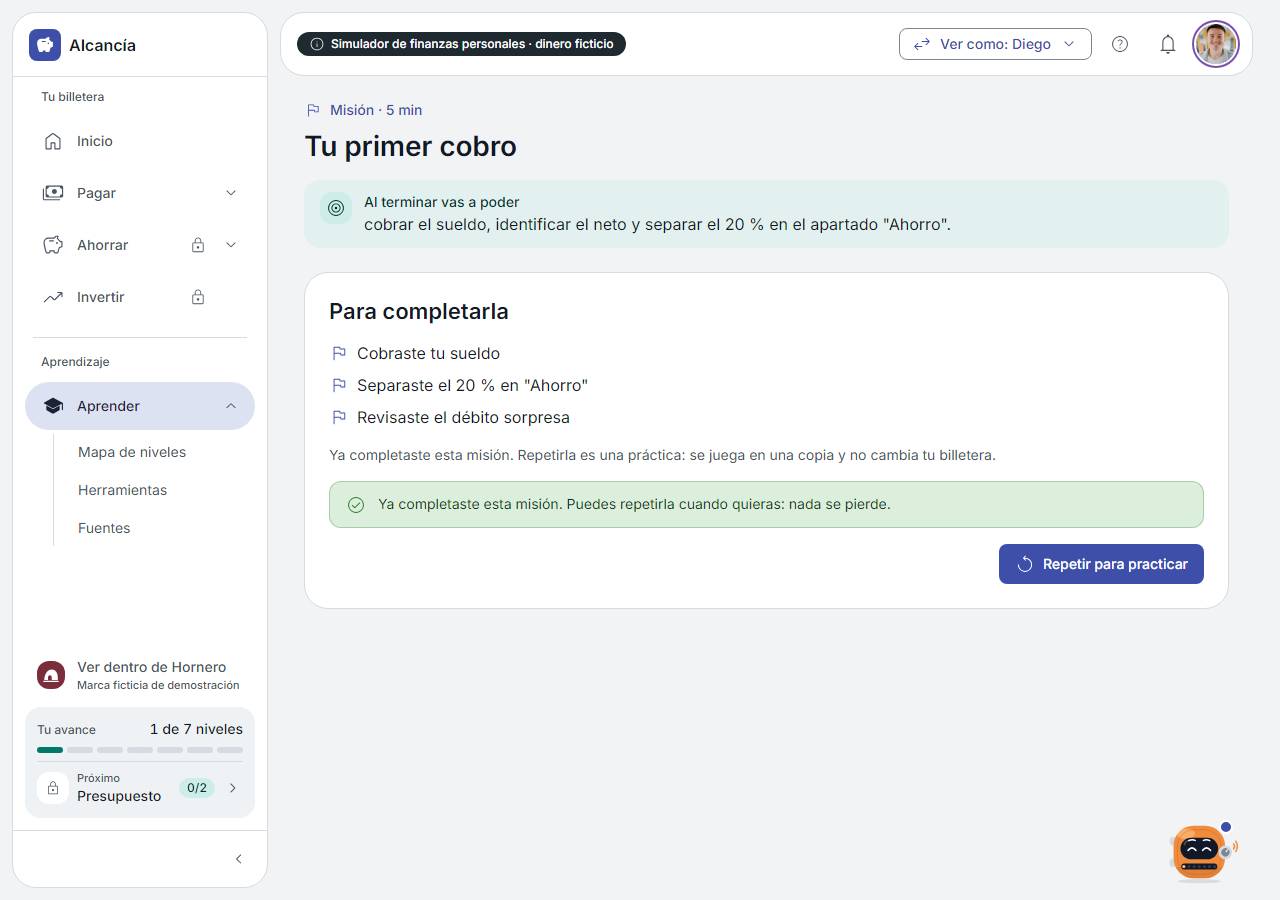 Alcancía
Tu billetera
Inicio
Pagar
Ahorrar
Invertir
Aprendizaje
Aprender
Mapa de niveles
Herramientas
Fuentes
Ver dentro de Hornero
Marca ficticia de demostración
Tu avance
1 de 7 niveles
Próximo
Presupuesto
0/2
Simulador de finanzas personales · dinero ficticio
Ver como: Diego
Misión · 5 min
Tu primer cobro
Al terminar vas a poder
cobrar el sueldo, identificar el neto y separar el 20 % en el apartado "Ahorro".
Para completarla
Cobraste tu sueldo
Separaste el 20 % en "Ahorro"
Revisaste el débito sorpresa
Ya completaste esta misión. Repetirla es una práctica: se juega en una copia y no cambia tu billetera.
Ya completaste esta misión. Puedes repetirla cuando quieras: nada se pierde.
Repetir para practicar